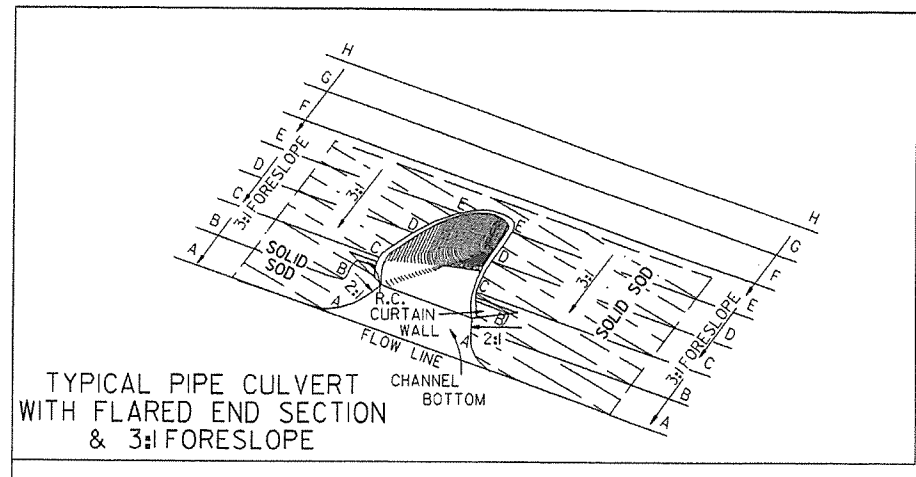 H
G
F
E
D
C
B
A
3:1 FORESLOPE
3:1
SOLID
SOD
E
D
C
B
A
2:1
R.C.
CURTAIN
WALL
FLOW LINE
CHANNEL
BOTTOM
E
D
C
B
A
2:1
3:1
SOLID SOD
H
G
F
E
D
C
B
A
3:1 FORESLOPE
TYPICAL PIPE CULVERT
WITH FLARED END SECTION
& 3:1 FORESLOPE